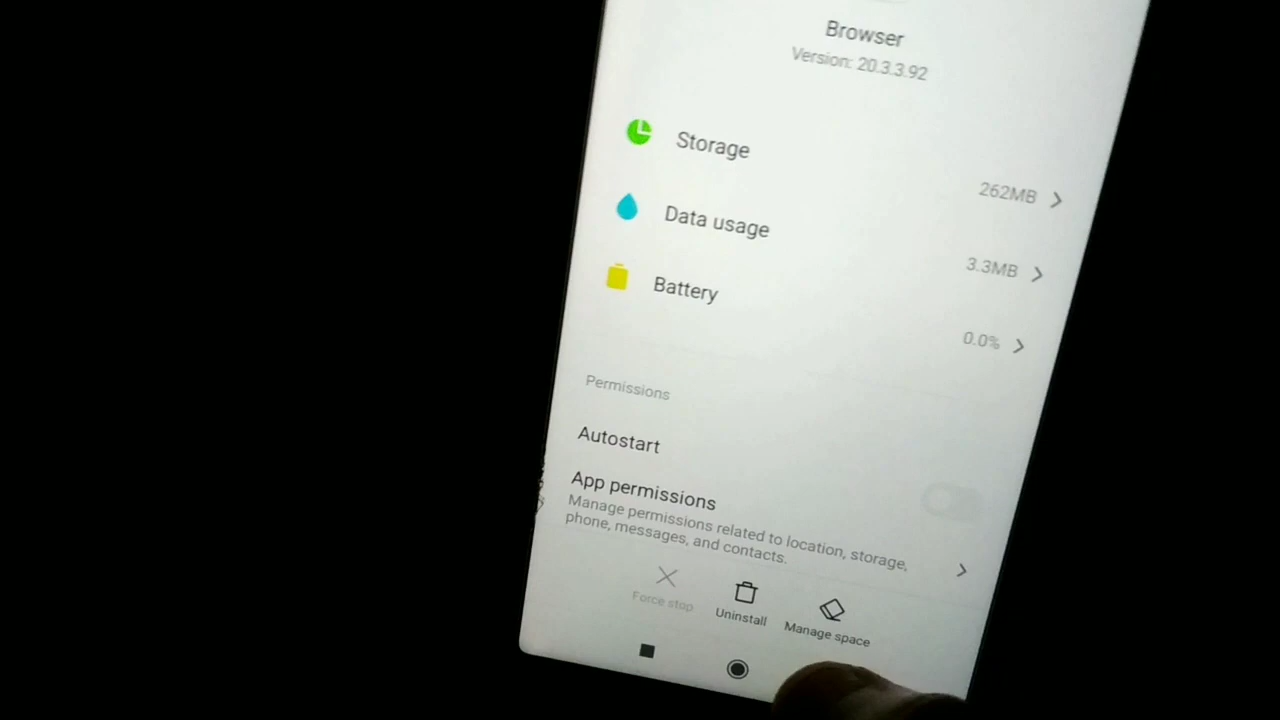 Browser
Version: 20.3.3.92
Storage
262MB
Data usage
3.3MB
Battery
0.0%
Permissions
Autostart
App permissions
Manage permissions related to location, storage,
phone, messages, and contacts.
Force stop
Uninstall
Manage space